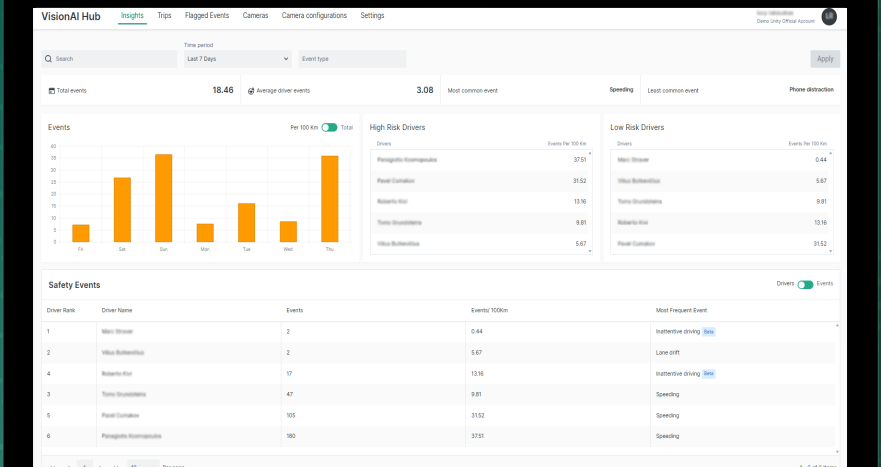 VisionAI Hub Insights Trips Flagged Events Cameras Camera configurations Settings
Demo Unity Official Account
LR
Time period
Search Last 7 Days Event type Apply
Total events 18.46 Average driver events 3.08 Most common event Speeding Least common event Phone distraction
Events Per 100 Km Total
40
35
30
25
20
15
10
5
0
Fri Sat Sun Mon Tue Wed Thu
High Risk Drivers
Drivers Events Per 100 Km
37.51
31.52
13.16
9.81
5.67
Low Risk Drivers
Drivers Events Per 100 Km
0.44
5.67
9.81
13.16
31.52
Safety Events Drivers Events
Driver Rank Driver Name Events Events/ 100Km Most Frequent Event
1 2 0.44 Inattentive driving Beta
2 2 5.67 Lane drift
4 17 13.16 Inattentive driving Beta
3 47 9.81 Speeding
5 105 31.52 Speeding
6 180 37.51 Speeding